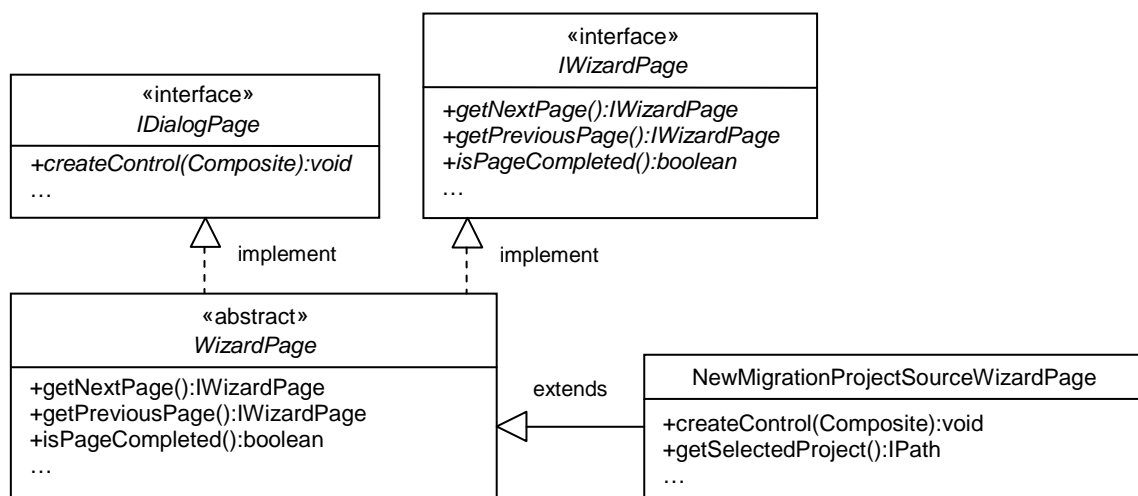 «interface»
IWizardPage
+getNextPage():IWizardPage
+getPreviousPage():IWizardPage
+isPageCompleted():boolean
…
«interface»
IDialogPage
+createControl(Composite):void
…
implement
implement
«abstract»
WizardPage
+getNextPage():IWizardPage
+getPreviousPage():IWizardPage
+isPageCompleted():boolean
…
extends
NewMigrationProjectSourceWizardPage
+createControl(Composite):void
+getSelectedProject():IPath
…